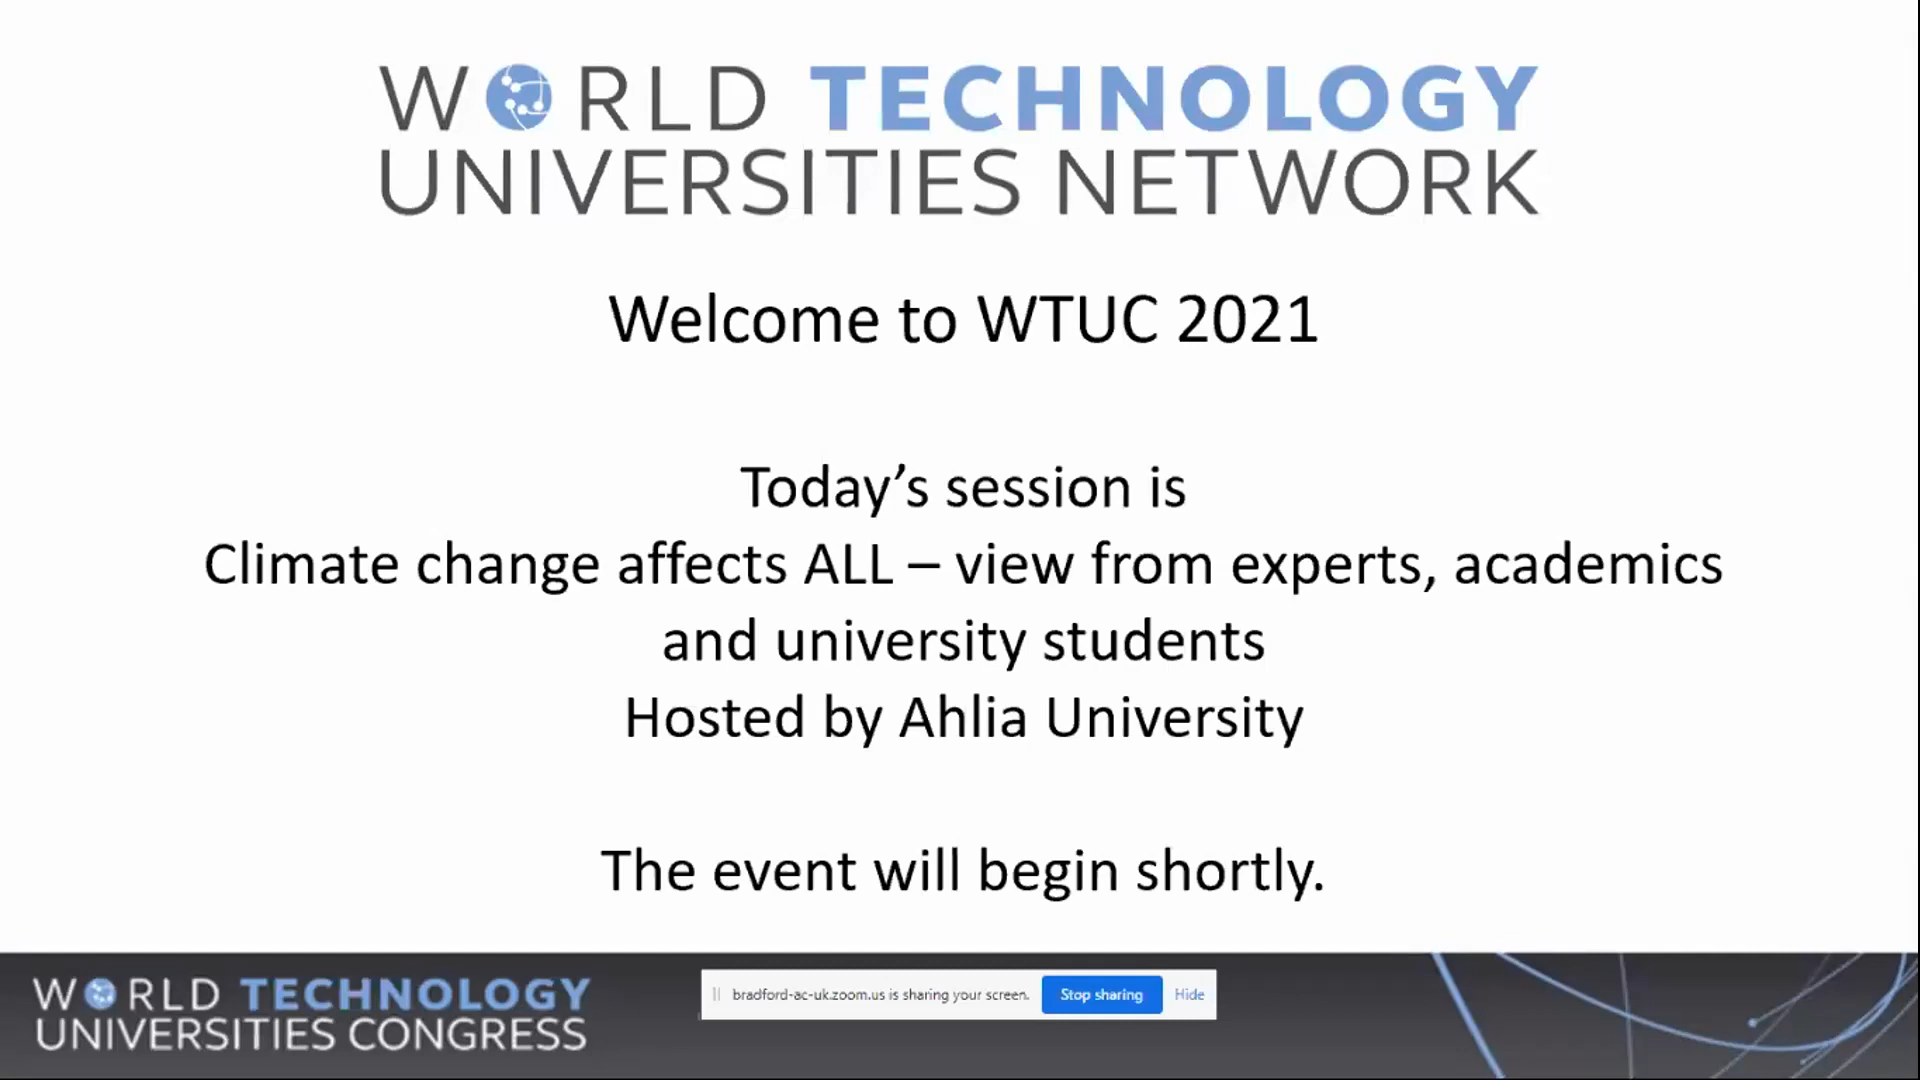 WORLD TECHNOLOGY
UNIVERSITIES NETWORK
Welcome to WTUC 2021
Today’s session is
Climate change affects ALL – view from experts, academics
and university students
Hosted by Ahlia University
The event will begin shortly.
WORLD TECHNOLOGY
UNIVERSITIES CONGRESS
bradford-ac-uk.zoom.us is sharing your screen. Stop sharing Hide